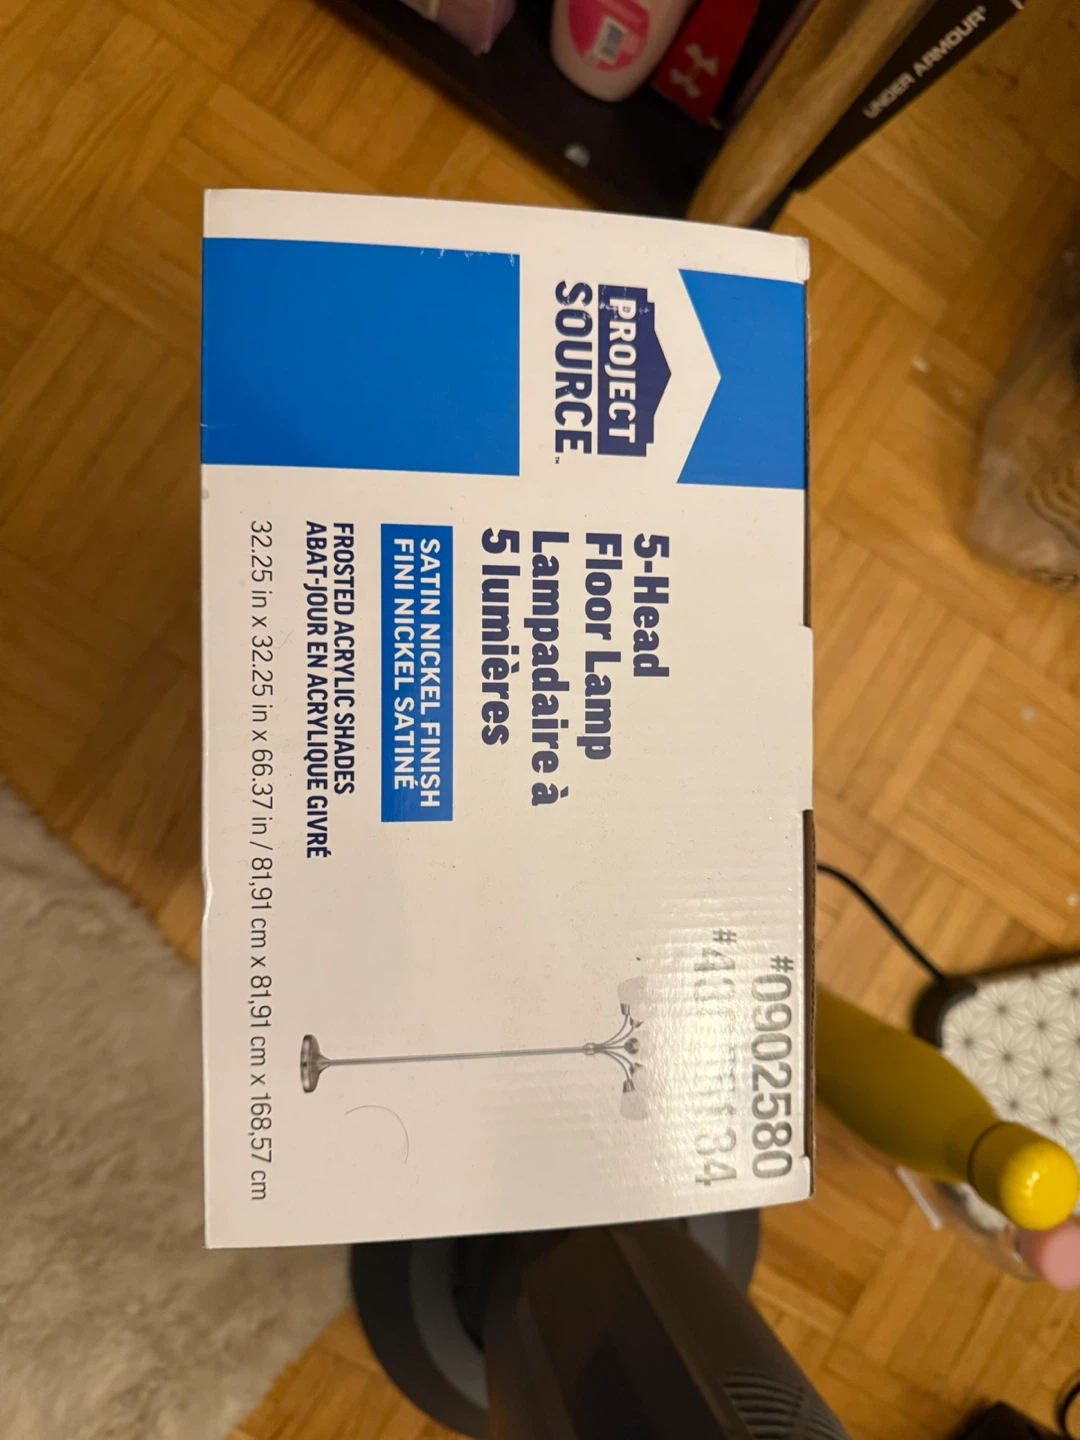 PROJECT
SOURCE™
#0902580
5-Head
Floor Lamp
Lampadaire à
5 lumières
SATIN NICKEL FINISH
FINI NICKEL SATINÉ
FROSTED ACRYLIC SHADES
ABAT-JOUR EN ACRYLIQUE GIVRÉ
32.25 in x 32.25 in x 66.37 in / 81,91 cm x 81,91 cm x 168,57 cm
UNDER ARMOUR